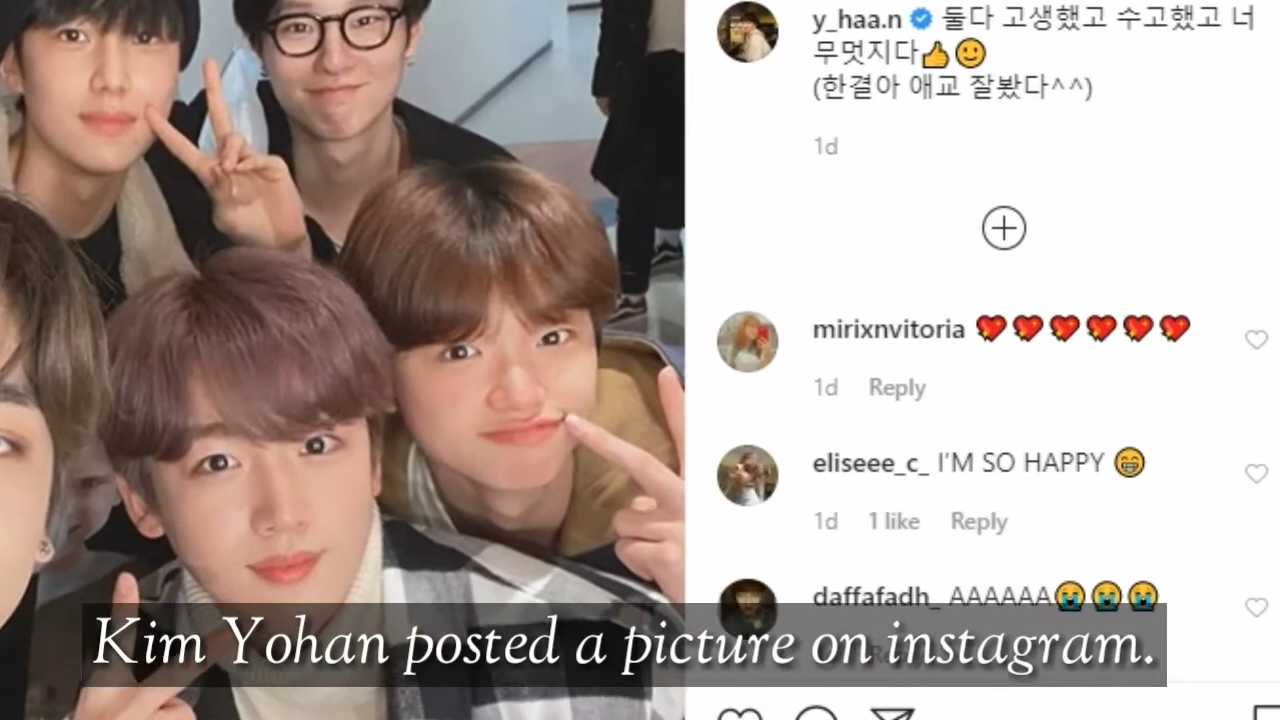 y_haa.n 둘다 고생했고 수고했고 너
무멋지다👍🙂
(한결아 애교 잘봤다^^)
1d
mirixnvitoria 💖💖💖💖💖💖
1d Reply
eliseee_c_ I'M SO HAPPY 😁
1d 1 like Reply
daffafadh_ AAAAAA😭😭😭
Kim Yohan posted a picture on instagram.